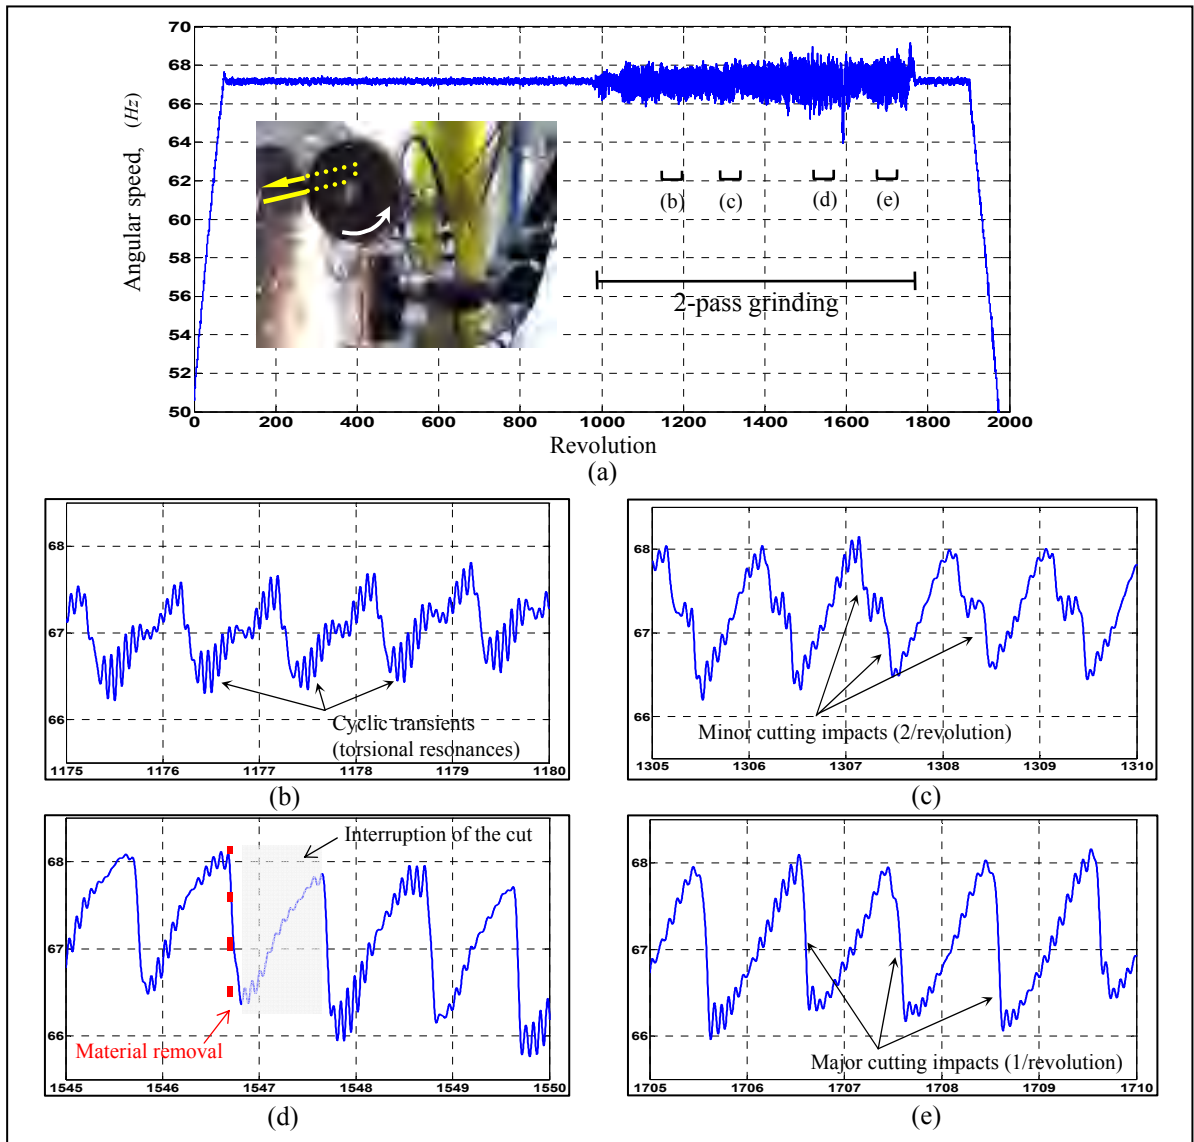 70
68
66
64
62
60
58
56
54
52
50
Angular speed, (Hz)
(b) (c) (d) (e)
2-pass grinding
0 200 400 600 800 1000 1200 1400 1600 1800 2000
Revolution
(a)
68
67
66
Cyclic transients
(torsional resonances)
1175 1176 1177 1178 1179 1180
(b)
68
67
66
Minor cutting impacts (2/revolution)
1305 1306 1307 1308 1309 1310
(c)
68
67
66
Interruption of the cut
Material removal
1545 1546 1547 1548 1549 1550
(d)
68
67
66
Major cutting impacts (1/revolution)
1705 1706 1707 1708 1709 1710
(e)